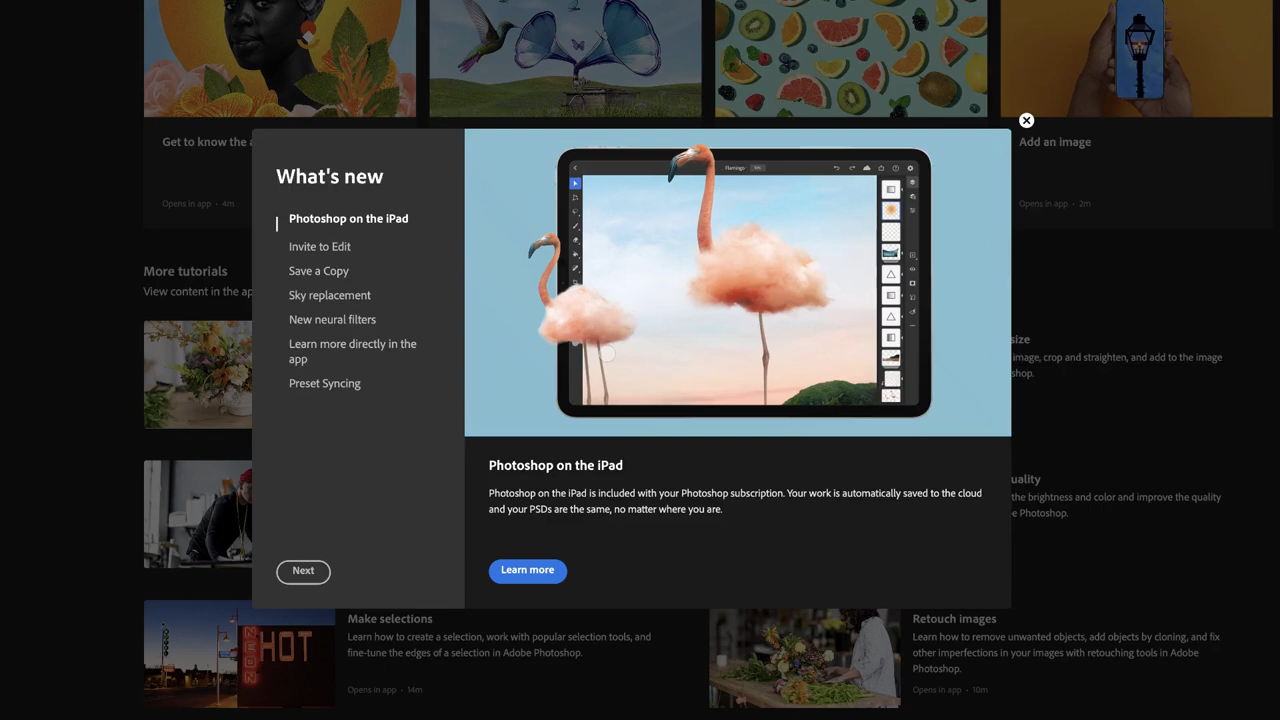 Get to know the
Add an image
Opens in app • 4m
Opens in app • 2m
What's new
Photoshop on the iPad
Invite to Edit
Save a Copy
Sky replacement
New neural filters
Learn more directly in the
app
Preset Syncing
Next
Flamingo
Photoshop on the iPad
Photoshop on the iPad is included with your Photoshop subscription. Your work is automatically saved to the cloud
and your PSDs are the same, no matter where you are.
Learn more
More tutorials
View content in the ap
size
image, crop and straighten, and add to the image
shop.
uality
the brightness and color and improve the quality
e Photoshop.
HOT
Make selections
Learn how to create a selection, work with popular selection tools, and
fine-tune the edges of a selection in Adobe Photoshop.
Opens in app • 14m
Retouch images
Learn how to remove unwanted objects, add objects by cloning, and fix
other imperfections in your images with retouching tools in Adobe
Photoshop.
Opens in app • 10m